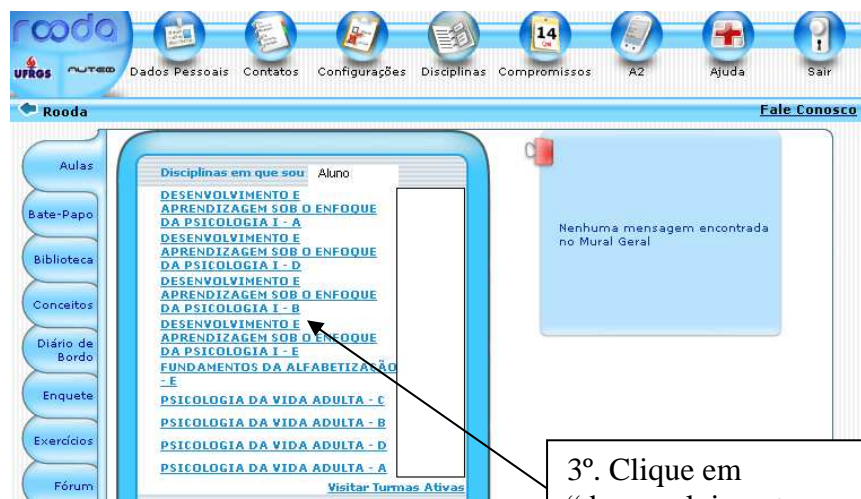 rooda
UFRGS NUTED
Dados Pessoais Contatos Configurações Disciplinas Compromissos A2 Ajuda Sair
14
Rooda
Fale Conosco
Aulas
Bate-Papo
Biblioteca
Conceitos
Diário de
Bordo
Enquete
Exercícios
Fórum
Disciplinas em que sou Aluno
DESENVOLVIMENTO E
APRENDIZAGEM SOB O ENFOQUE
DA PSICOLOGIA I - A
DESENVOLVIMENTO E
APRENDIZAGEM SOB O ENFOQUE
DA PSICOLOGIA I - D
DESENVOLVIMENTO E
APRENDIZAGEM SOB O ENFOQUE
DA PSICOLOGIA I - B
DESENVOLVIMENTO E
APRENDIZAGEM SOB O ENFOQUE
DA PSICOLOGIA I - E
FUNDAMENTOS DA ALFABETIZAÇÃO
- E
PSICOLOGIA DA VIDA ADULTA - C
PSICOLOGIA DA VIDA ADULTA - B
PSICOLOGIA DA VIDA ADULTA - D
PSICOLOGIA DA VIDA ADULTA - A
Visitar Turmas Ativas
Nenhuma mensagem encontrada
no Mural Geral
3º. Clique em